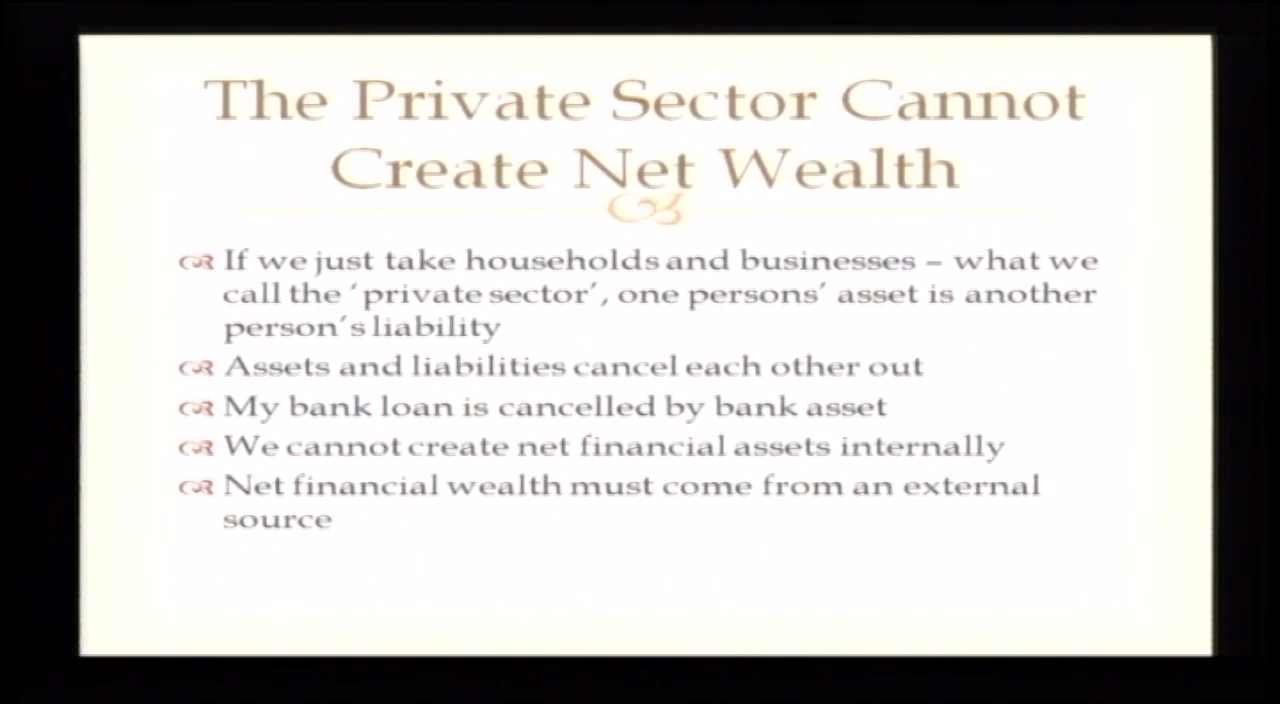 The Private Sector Cannot
Create Net Wealth
If we just take households and businesses – what we
call the 'private sector', one persons' asset is another
person's liability
Assets and liabilities cancel each other out
My bank loan is cancelled by bank asset
We cannot create net financial assets internally
Net financial wealth must come from an external
source